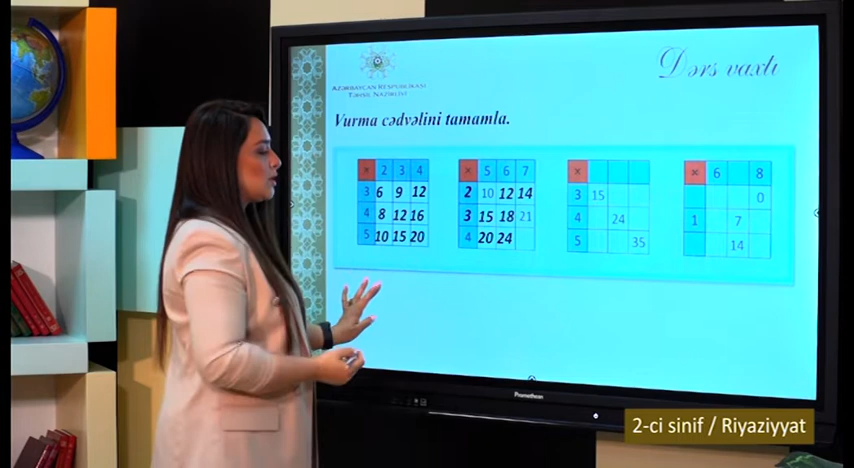 Dərs vaxtı
AZƏRBAYCAN RESPUBLİKASI
TƏHSİL NAZİRLİYİ
Vurma cədvəlini tamamla.
× 2 3 4
3 6 9 12
4 8 12 16
5 10 15 20
× 5 6 7
2 10 12 14
3 15 18 21
4 20 24
×
3 15
4 24
5 35
× 6 8
0
1 7
14
Promethean
2-ci sinif / Riyaziyyat